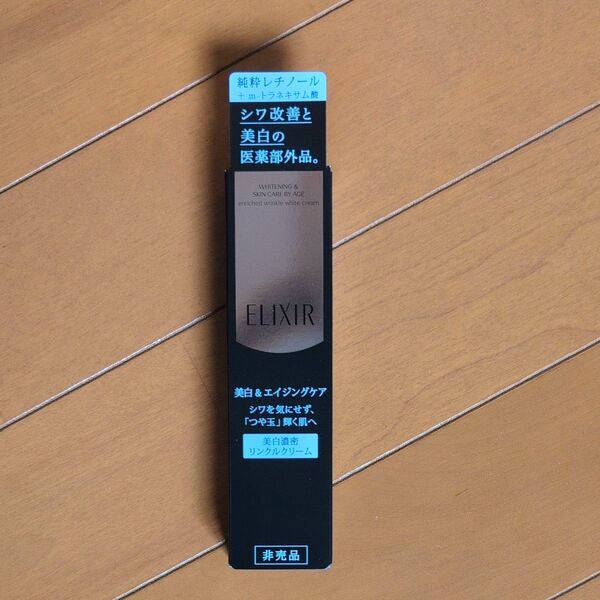 純粋レチノール
+m-トラネキサム酸
シワ改善と
美白の
医薬部外品。
WHITENING &
SKIN CARE BY AGE
enriched wrinkle white cream
ELIXIR
美白&エイジングケア
シワを気にせず、
「つや玉」輝く肌へ
美白濃密
リンクルクリーム
非売品